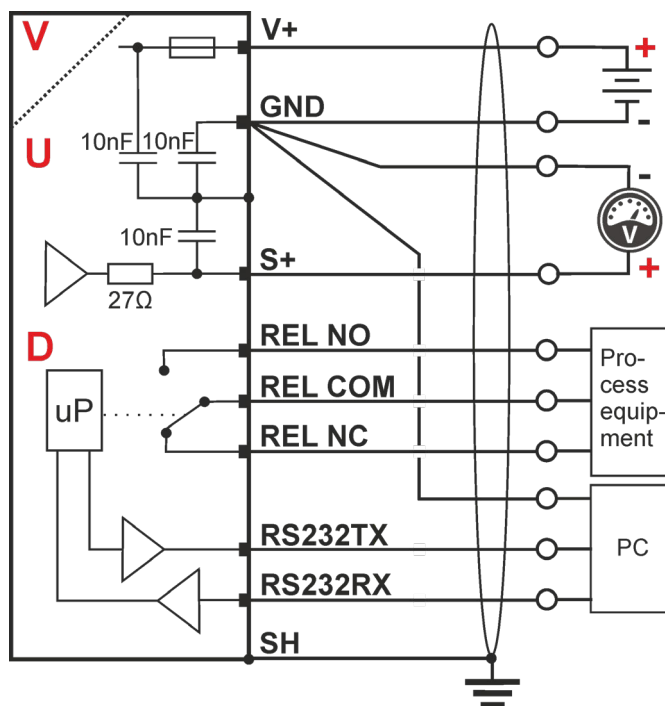 V
V+
+
GND
10nF
10nF
-
U
-
10nF
V
S+
+
27Ω
REL NO
D
Pro-
cess
equip-
ment
REL COM
uP
REL NC
RS232TX
PC
RS232RX
SH